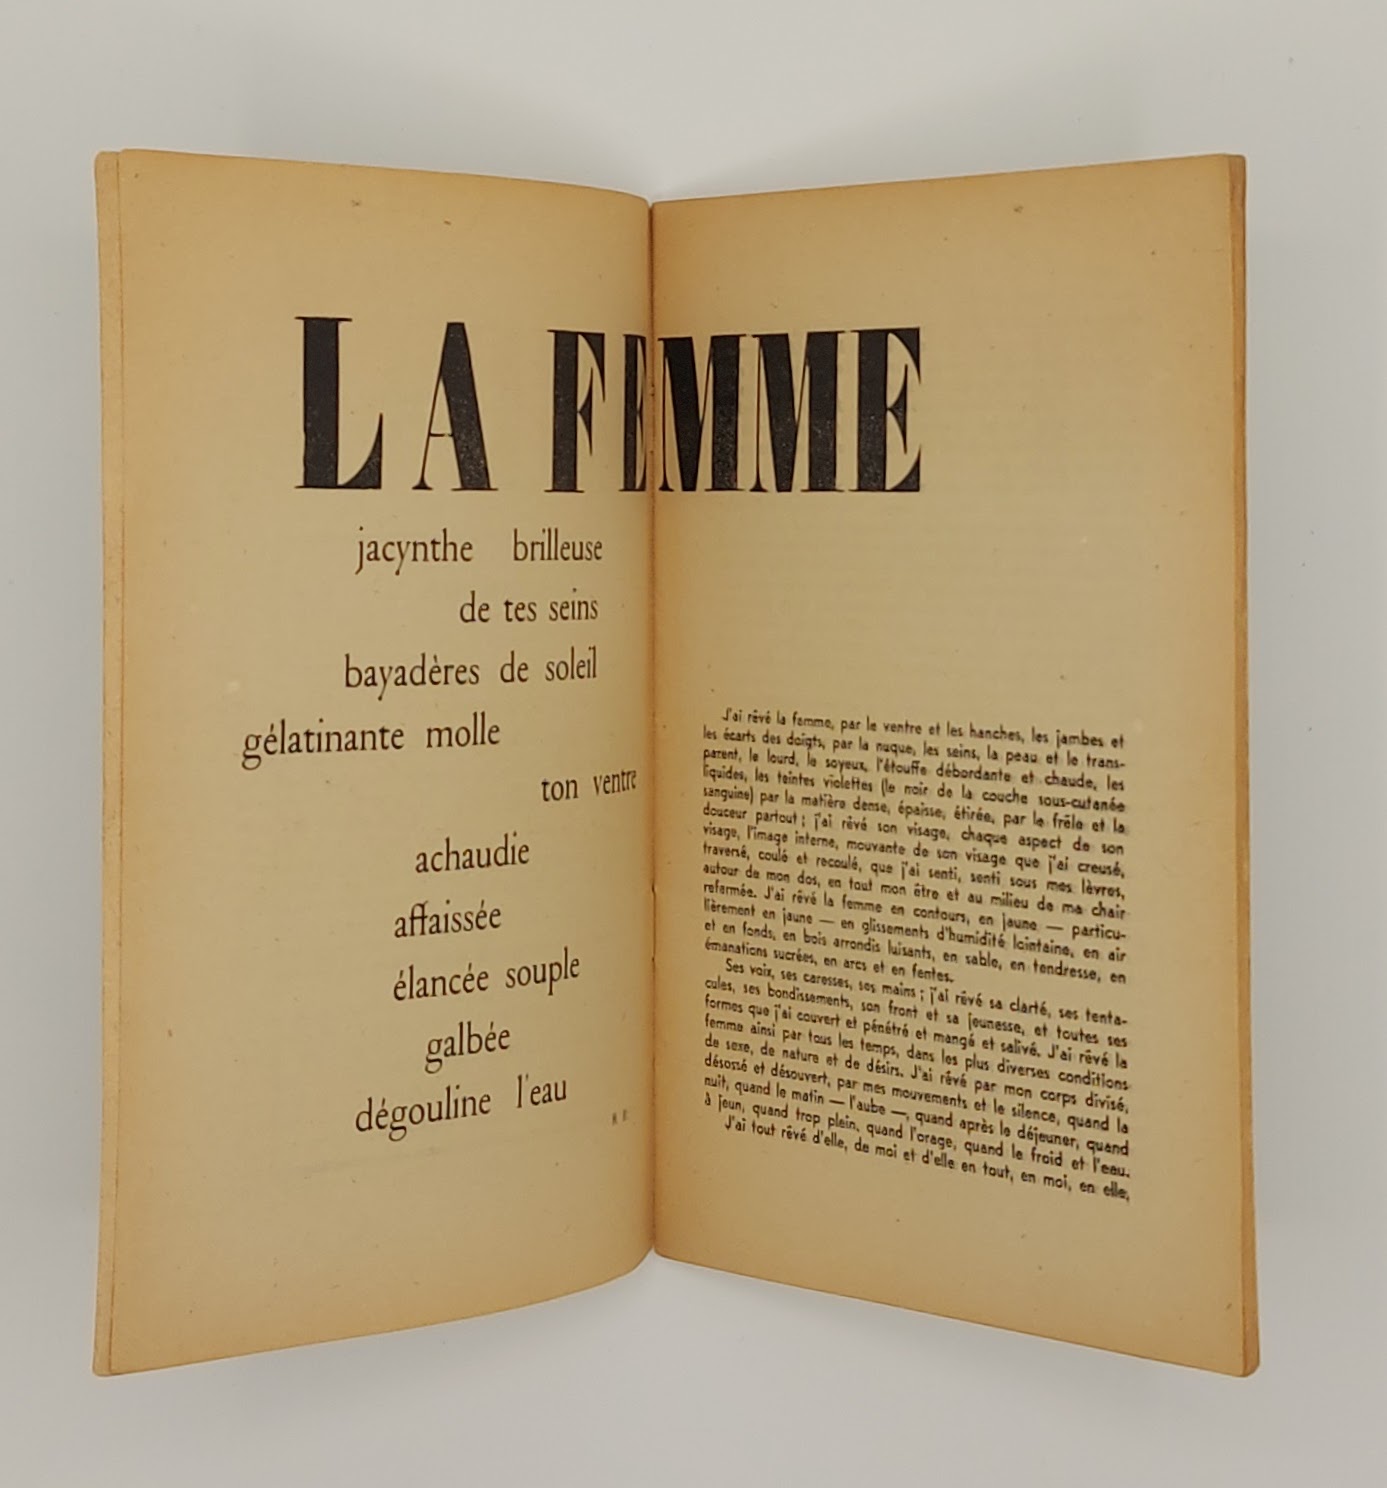 LA FEMME
jacynthe brilleuse
de tes seins
bayadères de soleil
gélatinante molle
ton ventre
achaudie
affaissée
élancée souple
galbée
dégouline l'eau
J'ai rêvé la femme, par le ventre et les hanches, les jambes et
les écarts des doigts, par la nuque, les seins, la peau et le trans-
parent, le lourd, le soyeux, l'étouffe débordante et chaude, les
liquides, les teintes violettes (le noir de la couche sous-cutanée
sanguine) par la matière dense, épaisse, étirée, par le frêle et la
douceur partout ; j'ai rêvé son visage, chaque aspect de son
visage, l'image interne, mouvante de son visage que j'ai creusé,
traversé, coulé et recoulé, que j'ai senti, senti sous mes lèvres,
autour de mon dos, en tout mon être et au milieu de ma chair
refermée. J'ai rêvé la femme en contours, en jaune — particu-
lièrement en jaune — en glissements d'humidité lointaine, en air
et en fonds, en bois arrondis luisants, en sable, en tendresse, en
émanations sucrées, en arcs et en fentes.
Ses voix, ses caresses, ses mains ; j'ai rêvé sa clarté, ses tenta-
cules, ses bondissements, son front et sa jeunesse, et toutes ses
formes que j'ai couvert et pénétré et mangé et salivé. J'ai rêvé la
femme ainsi par tous les temps, dans les plus diverses conditions
de sexe, de nature et de désirs. J'ai rêvé par mon corps divisé,
désossé et désouvert, par mes mouvements et le silence, quand la
nuit, quand le matin — l'aube —, quand après le déjeuner, quand
à jeun, quand trop plein, quand l'orage, quand le froid et l'eau.
J'ai tout rêvé d'elle, de moi et d'elle en tout, en moi, en elle,